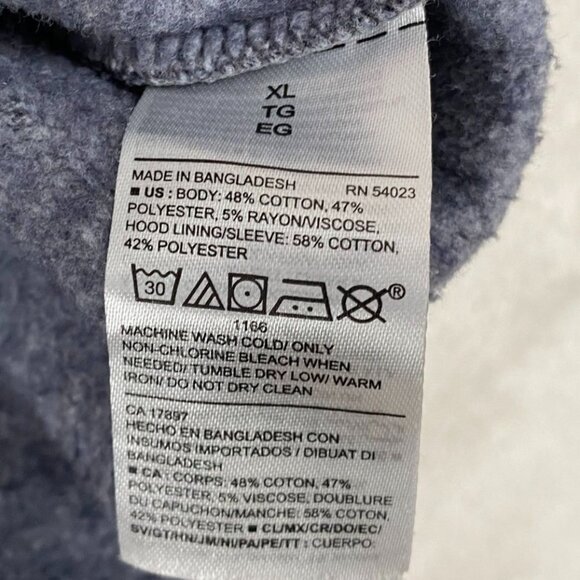 XL
TG
EG
MADE IN BANGLADESH RN 54023
■ US : BODY: 48% COTTON, 47%
POLYESTER, 5% RAYON/VISCOSE,
HOOD LINING/SLEEVE: 58% COTTON,
42% POLYESTER
30 ®
1166
MACHINE WASH COLD/ ONLY
NON-CHLORINE BLEACH WHEN
NEEDED/ TUMBLE DRY LOW/ WARM
IRON/ DO NOT DRY CLEAN
CA 17897
HECHO EN BANGLADESH CON
INSUMOS IMPORTADOS / DIBUAT DI
BANGLADESH
■ CA : CORPS: 48% COTON, 47%
POLYESTER, 5% VISCOSE, DOUBLURE
DU CAPUCHON/MANCHE: 58% COTON,
42% POLYESTER ■ CL/MX/CR/DO/EC/
SV/GT/HN/JM/NI/PA/PE/TT : CUERPO: